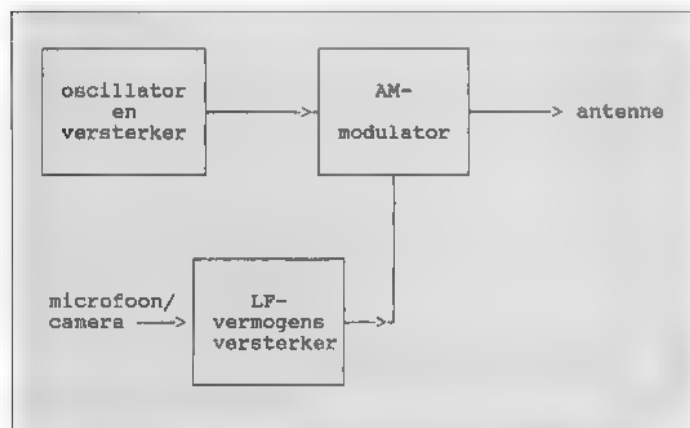 oscillator
en
versterker
AM-
modulator
antenne
microfoon/
camera
LF-
vermogens
versterker